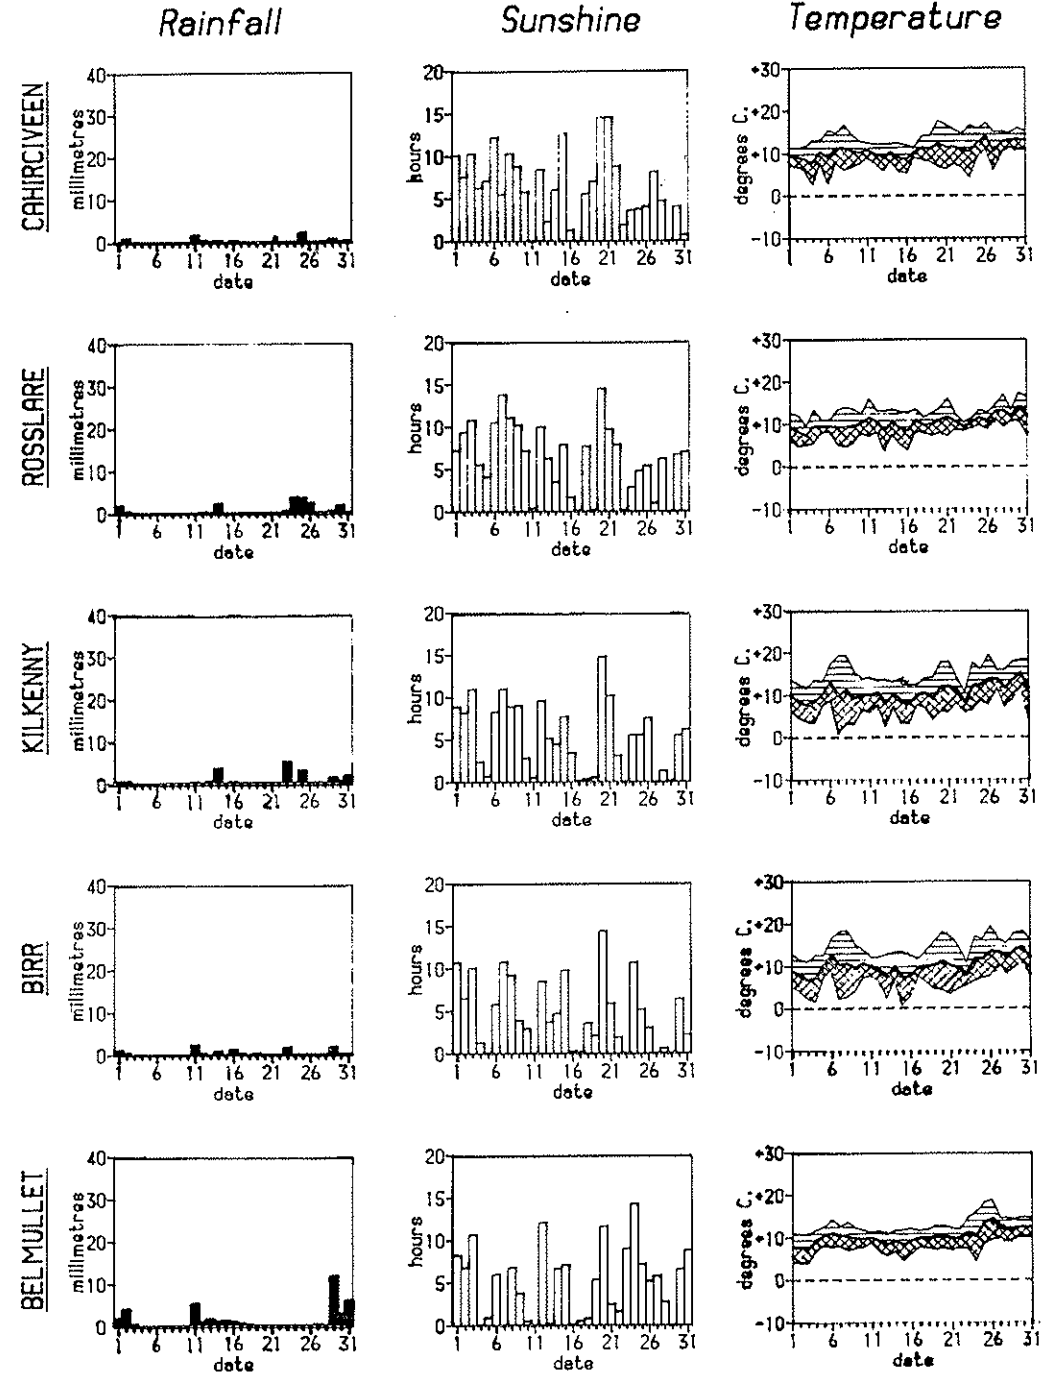 Rainfall Sunshine Temperature
CAHIRCIVEEN
millimetres
40
30
20
10
0
1 6 11 16 21 26 31
date
hours
20
15
10
5
0
1 6 11 16 21 26 31
date
degrees C.
+30
+20
+10
0
-10
1 6 11 16 21 26 31
date
ROSSLARE
millimetres
40
30
20
10
0
1 6 11 16 21 26 31
date
hours
20
15
10
5
0
1 6 11 16 21 26 31
date
degrees C.
+30
+20
+10
0
-10
1 6 11 16 21 26 31
date
KILKENNY
millimetres
40
30
20
10
0
1 6 11 16 21 26 31
date
hours
20
15
10
5
0
1 6 11 16 21 26 31
date
degrees C.
+30
+20
+10
0
-10
1 6 11 16 21 26 31
date
BIRR
millimetres
40
30
20
10
0
1 6 11 16 21 26 31
date
hours
20
15
10
5
0
1 6 11 16 21 26 31
date
degrees C.
+30
+20
+10
0
-10
1 6 11 16 21 26 31
date
BELMULLET
millimetres
40
30
20
10
0
1 6 11 16 21 26 31
date
hours
20
15
10
5
0
1 6 11 16 21 26 31
date
degrees C.
+30
+20
+10
0
-10
1 6 11 16 21 26 31
date